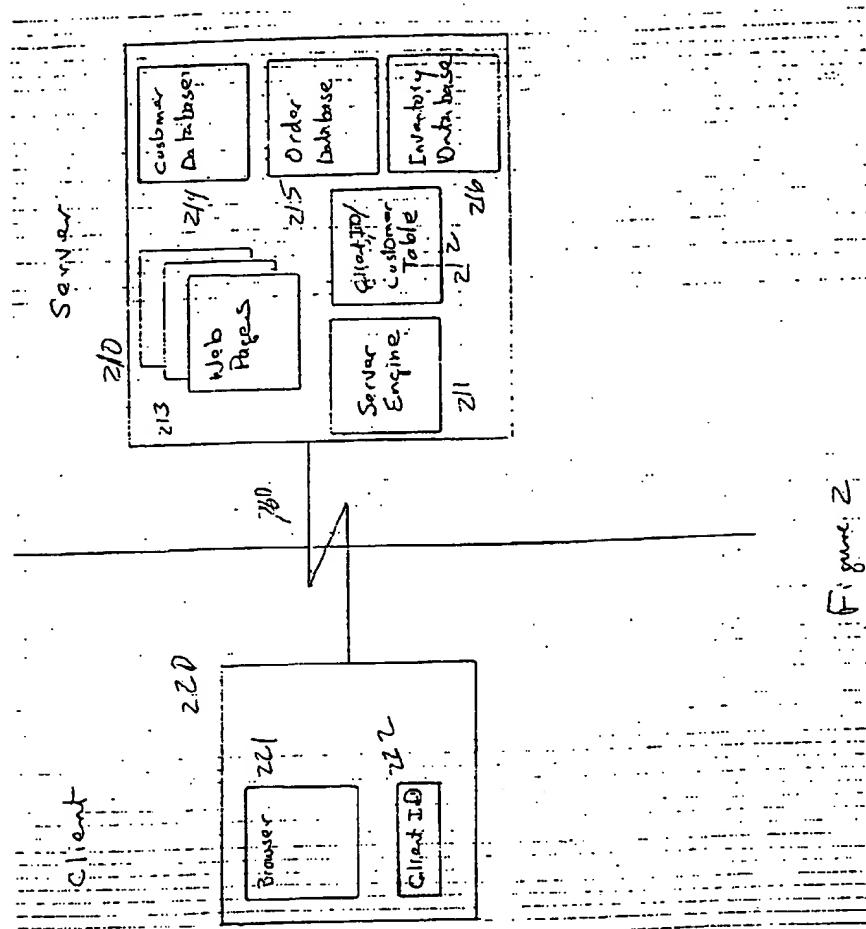 Client
220
Browser
221
Client ID
222
Server
210
213
Web
Pages
Server
Engine
211
Client ID/
Customer
Table
212
Customer
Database
214
Order
Database
215
Inventory
Database
216
Figure 2